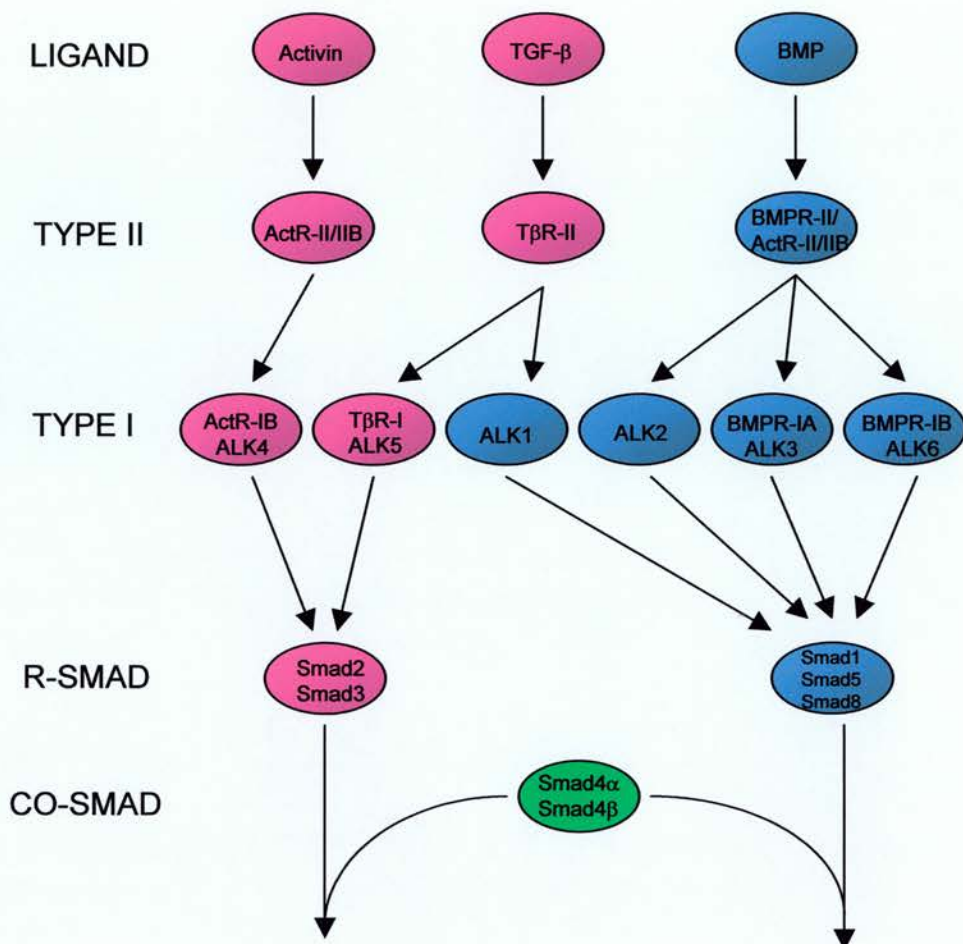 LIGAND
Activin
TGF-β
BMP
TYPE II
ActR-II/IIB
TβR-II
BMPR-II/
ActR-II/IIB
TYPE I
ActR-IB
ALK4
TβR-I
ALK5
ALK1
ALK2
BMPR-IA
ALK3
BMPR-IB
ALK6
R-SMAD
Smad2
Smad3
Smad1
Smad5
Smad8
CO-SMAD
Smad4α
Smad4β